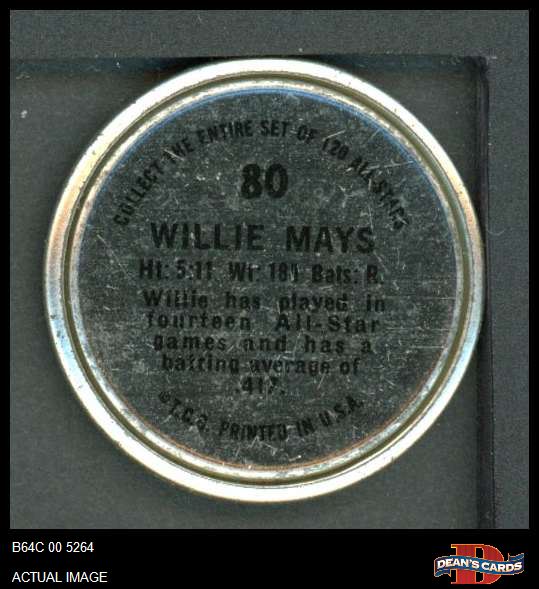 COLLECT THE ENTIRE SET OF 120 ALL-STARS
80
WILLIE MAYS
Ht: 5:11 Wt: 189 Bats: R.
Willie has played in
fourteen All-Star
games and has a
batting average of
.417.
©T.C.G. PRINTED IN U.S.A.
B64C 00 5264
ACTUAL IMAGE
D
DEAN'S CARDS